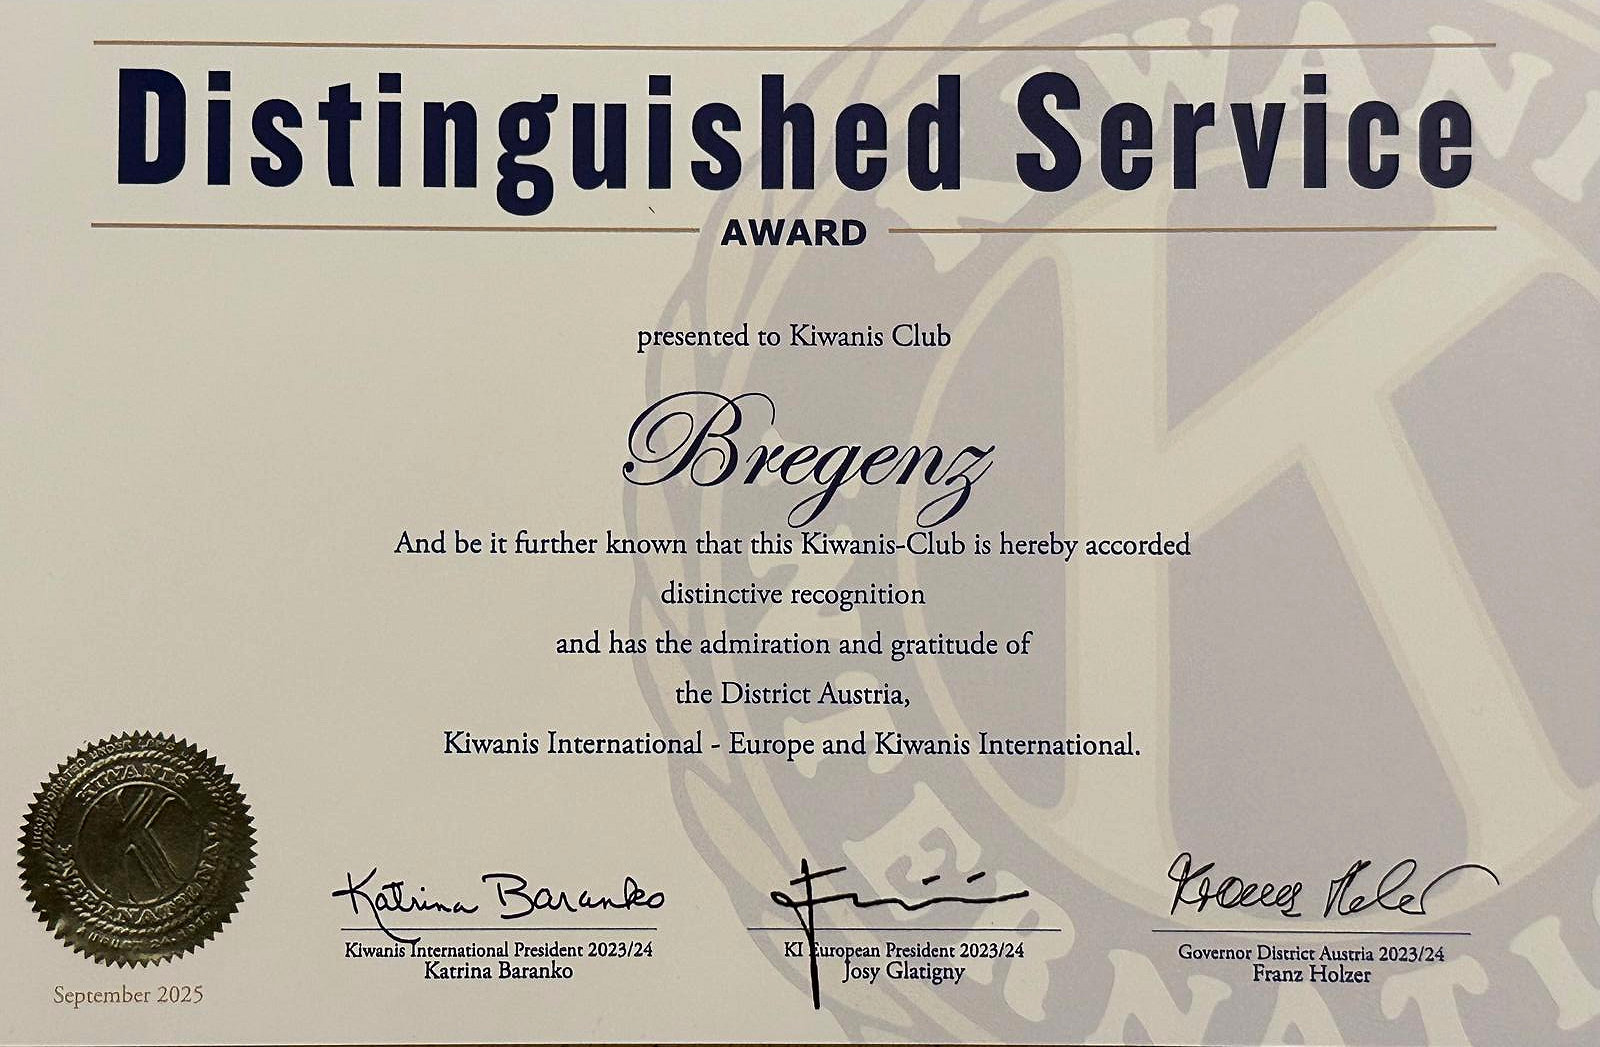 Distinguished Service
AWARD
presented to Kiwanis Club
Bregenz
And be it further known that this Kiwanis-Club is hereby accorded
distinctive recognition
and has the admiration and gratitude of
the District Austria,
Kiwanis International - Europe and Kiwanis International.
KIWANIS
INTERNATIONAL
K
Katrina Baranko
Kiwanis International President 2023/24
Katrina Baranko
KI European President 2023/24
Josy Glatigny
Governor District Austria 2023/24
Franz Holzer
September 2025